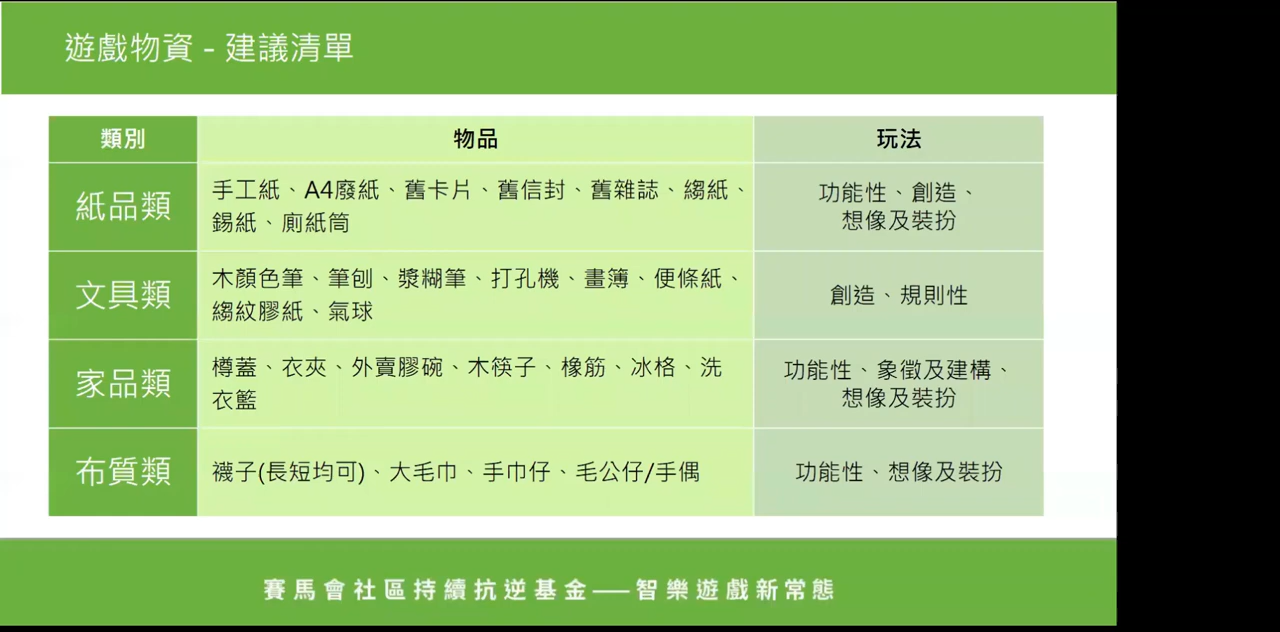 遊戲物資 - 建議清單
類別
物品
玩法
紙品類
手工紙、A4廢紙、舊卡片、舊信封、舊雜誌、縐紙、
錫紙、廁紙筒
功能性、創造、
想像及裝扮
文具類
木顏色筆、筆刨、漿糊筆、打孔機、畫簿、便條紙、
縐紋膠紙、氣球
創造、規則性
家品類
樽蓋、衣夾、外賣膠碗、木筷子、橡筋、冰格、洗
衣籃
功能性、象徵及建構、
想像及裝扮
布質類
襪子(長短均可)、大毛巾、手巾仔、毛公仔/手偶
功能性、想像及裝扮
賽馬會社區持續抗逆基金——智樂遊戲新常態